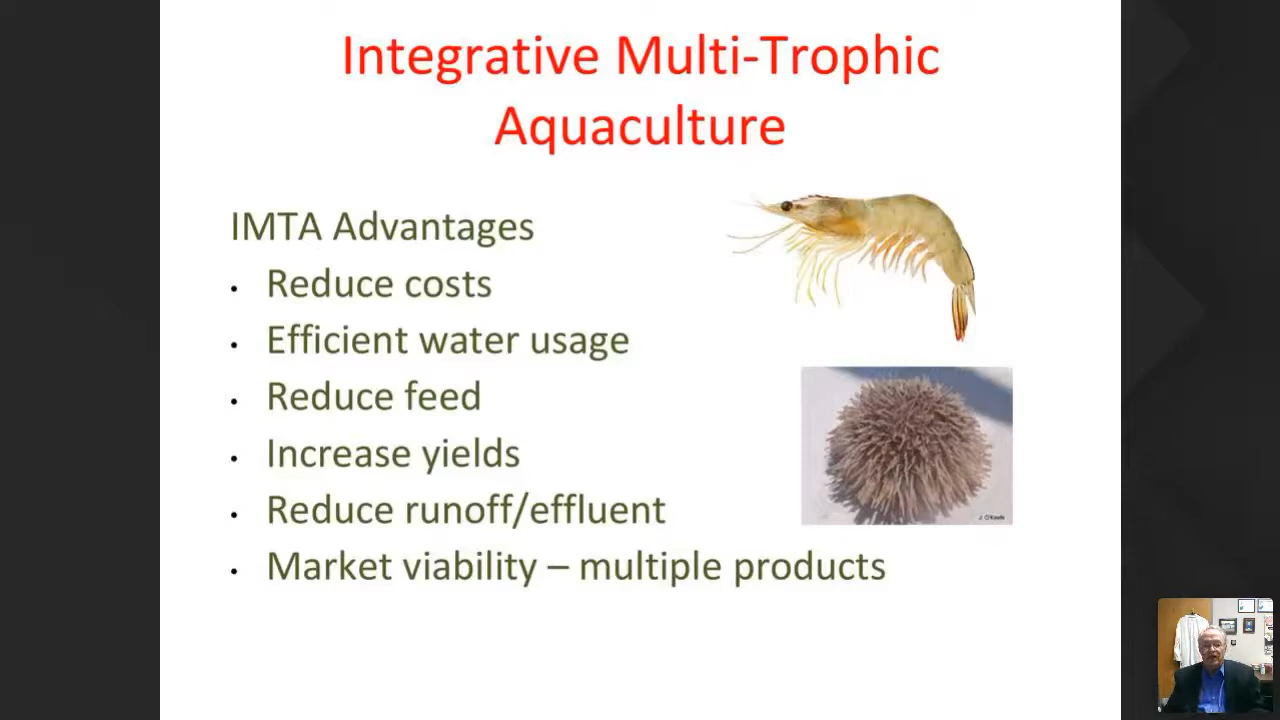 Integrative Multi-Trophic
Aquaculture
IMTA Advantages
• Reduce costs
• Efficient water usage
• Reduce feed
• Increase yields
• Reduce runoff/effluent
• Market viability – multiple products